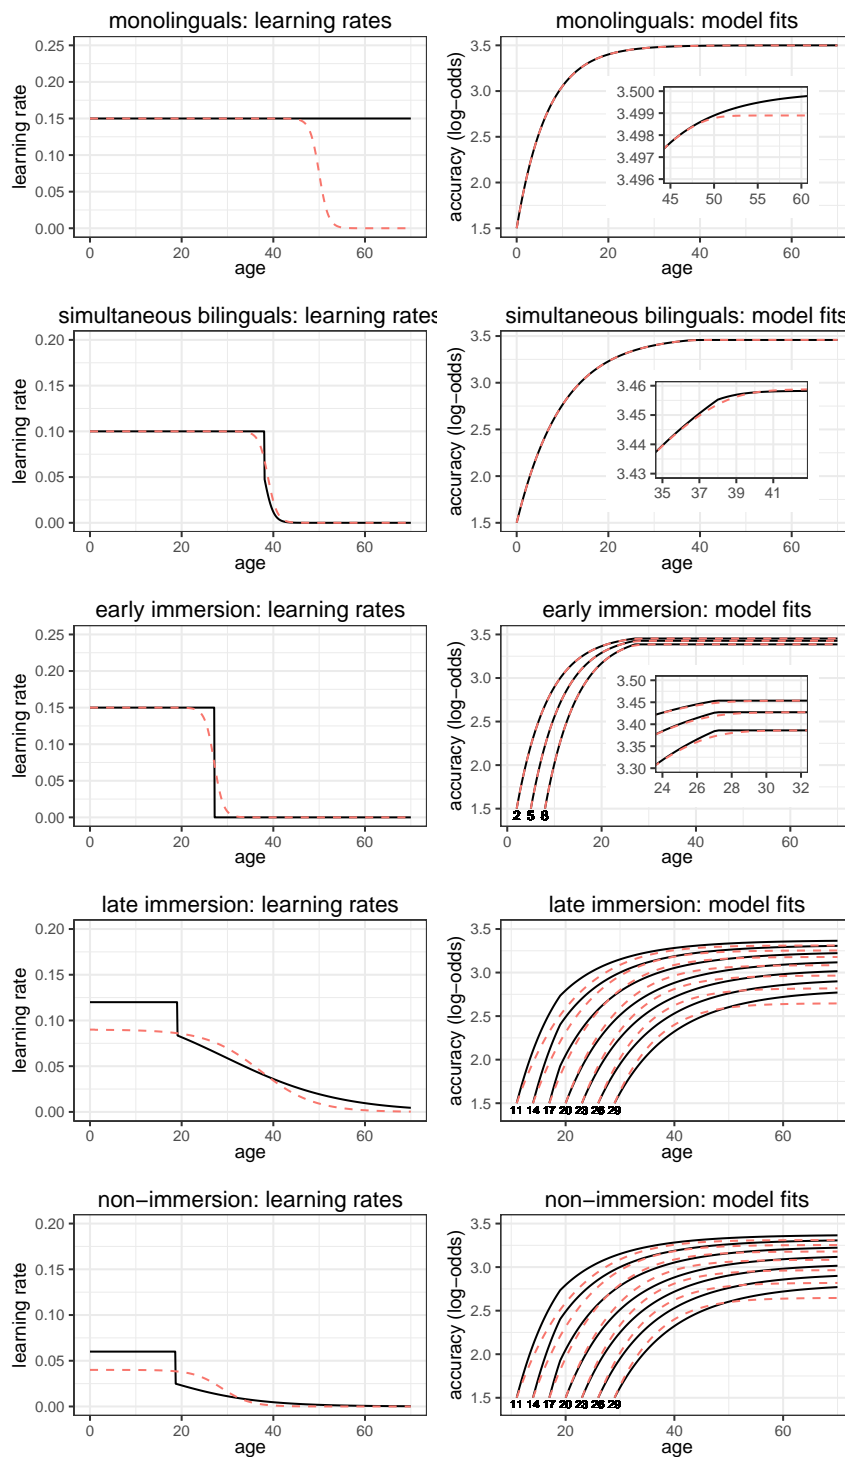 monolinguals: learning rates
learning rate
0.25
0.20
0.15
0.10
0.05
0.00
0 20 40 60
age
monolinguals: model fits
accuracy (log−odds)
3.5
3.0
2.5
2.0
1.5
3.500
3.499
3.498
3.497
3.496
45 50 55 60
0 20 40 60
age
simultaneous bilinguals: learning rates
learning rate
0.20
0.15
0.10
0.05
0.00
0 20 40 60
age
simultaneous bilinguals: model fits
accuracy (log−odds)
3.5
3.0
2.5
2.0
1.5
3.46
3.45
3.44
3.43
35 37 39 41
0 20 40 60
age
early immersion: learning rates
learning rate
0.25
0.20
0.15
0.10
0.05
0.00
0 20 40 60
age
early immersion: model fits
accuracy (log−odds)
3.5
3.0
2.5
2.0
1.5
3.50
3.45
3.40
3.35
3.30
24 26 28 30 32
2 5 8
0 20 40 60
age
late immersion: learning rates
learning rate
0.20
0.15
0.10
0.05
0.00
0 20 40 60
age
late immersion: model fits
accuracy (log−odds)
3.5
3.0
2.5
2.0
1.5
11 14 17 20 23 26 29
20 40 60
age
non−immersion: learning rates
learning rate
0.20
0.15
0.10
0.05
0.00
0 20 40 60
age
non−immersion: model fits
accuracy (log−odds)
3.5
3.0
2.5
2.0
1.5
11 14 17 20 23 26 29
20 40 60
age